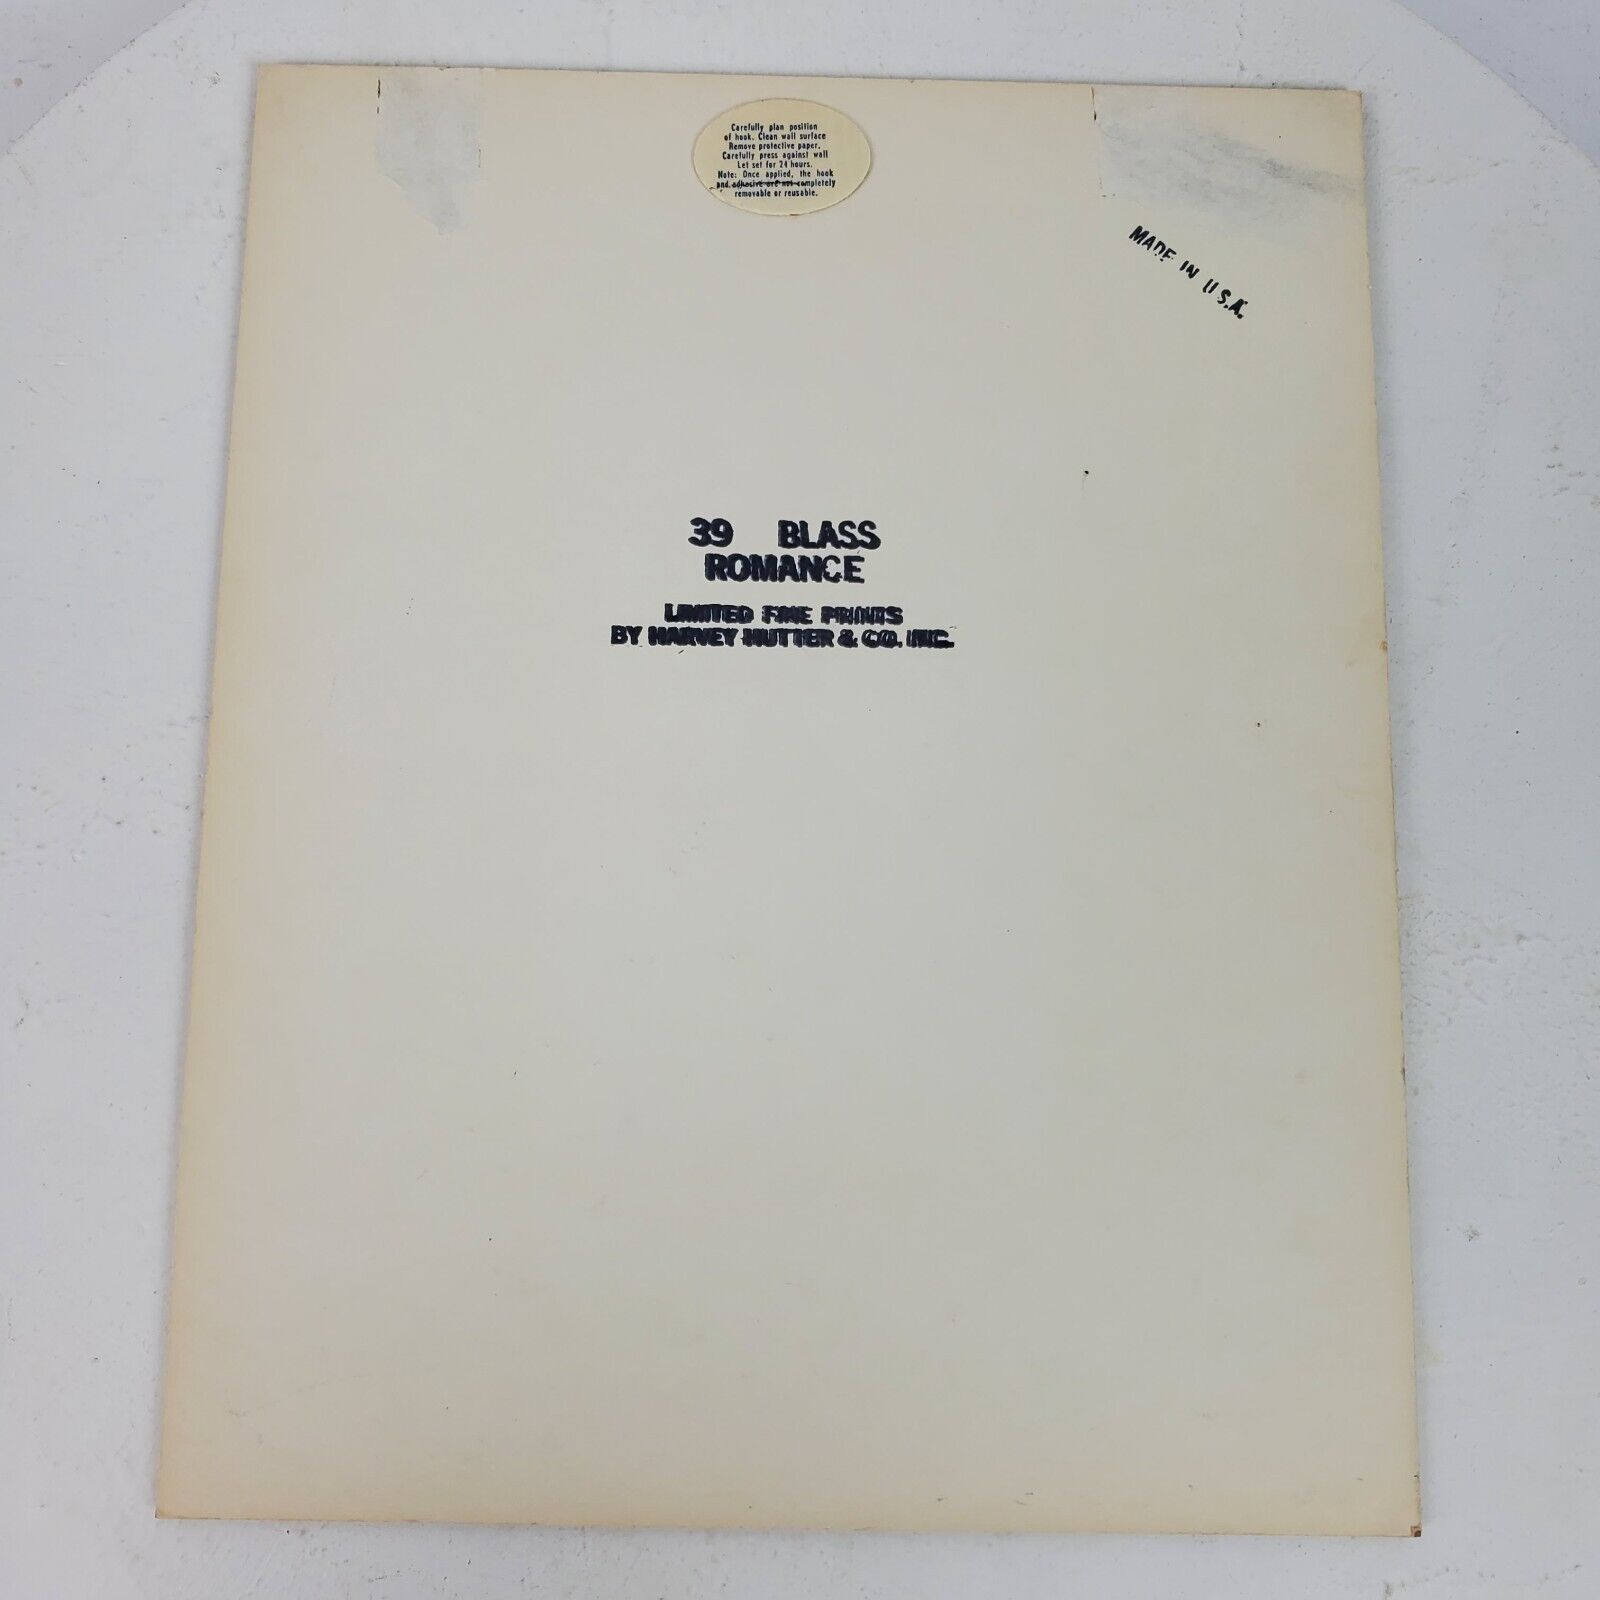 Carefully plan position
of hook. Clean wall surface
Remove protective paper.
Carefully press against wall
Let set for 24 hours.
Note: Once applied, the hook
and adhesive are not completely
removable or reusable.
MADE IN U.S.A.
39 BLASS
ROMANCE
LIMITED FINE PRINTS
BY HARVEY HUTTER & CO. INC.